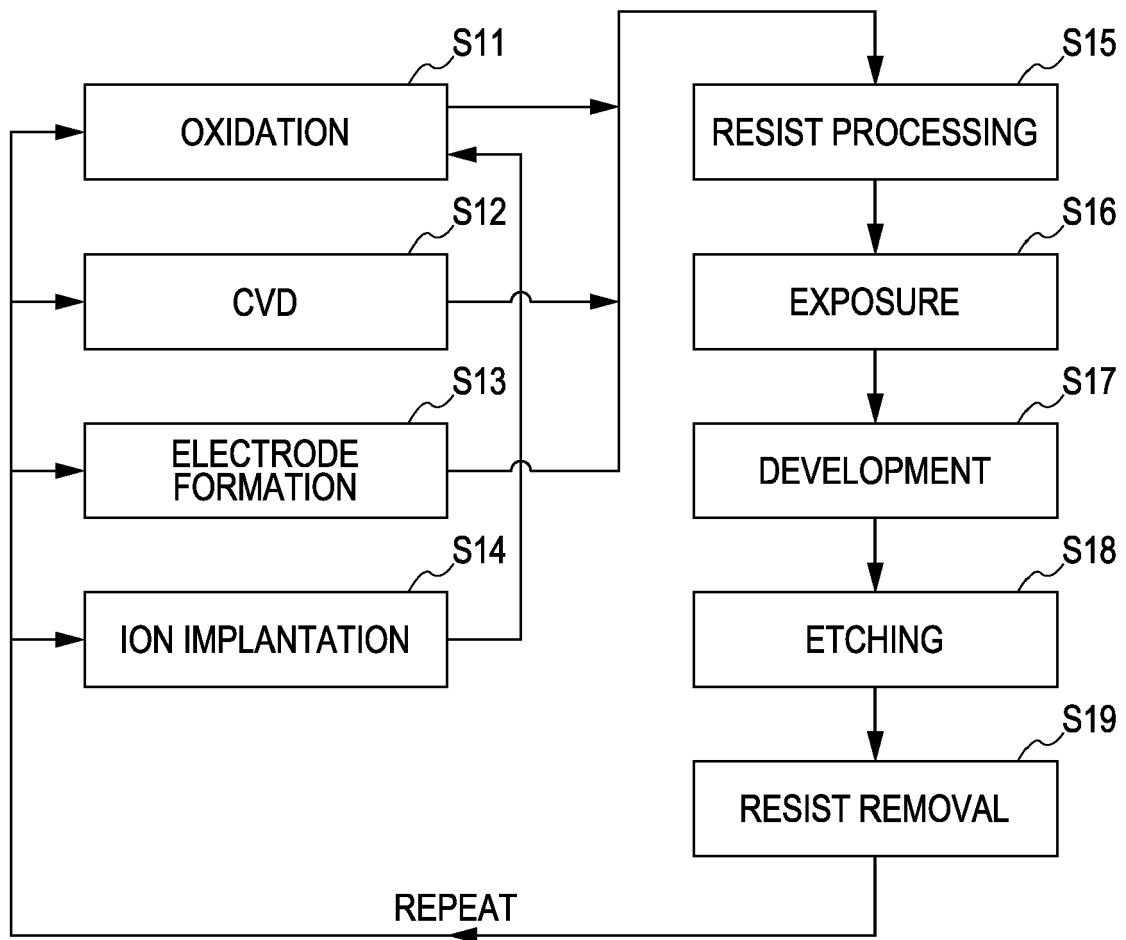 S11
OXIDATION
S12
CVD
S13
ELECTRODE
FORMATION
S14
ION IMPLANTATION
S15
RESIST PROCESSING
S16
EXPOSURE
S17
DEVELOPMENT
S18
ETCHING
S19
RESIST REMOVAL
REPEAT